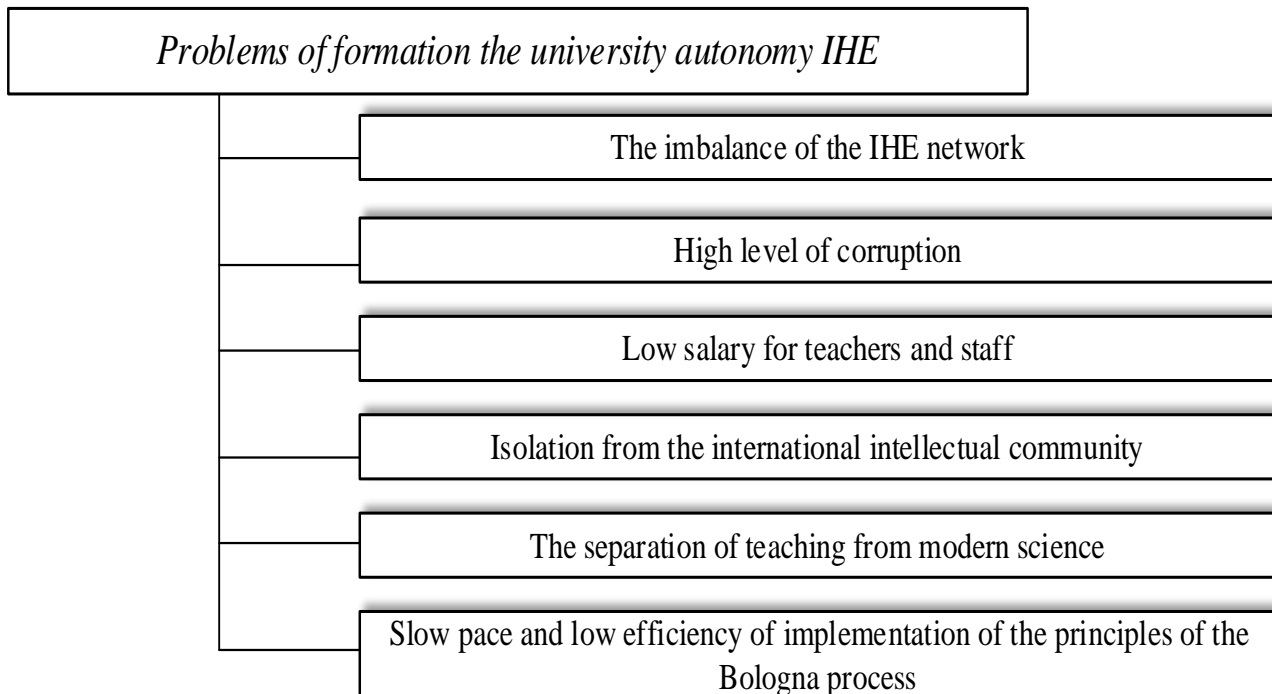 Problems of formation the university autonomy IHE
The imbalance of the IHE network
High level of corruption
Low salary for teachers and staff
Isolation from the international intellectual community
The separation of teaching from modern science
Slow pace and low efficiency of implementation of the principles of the
Bologna process